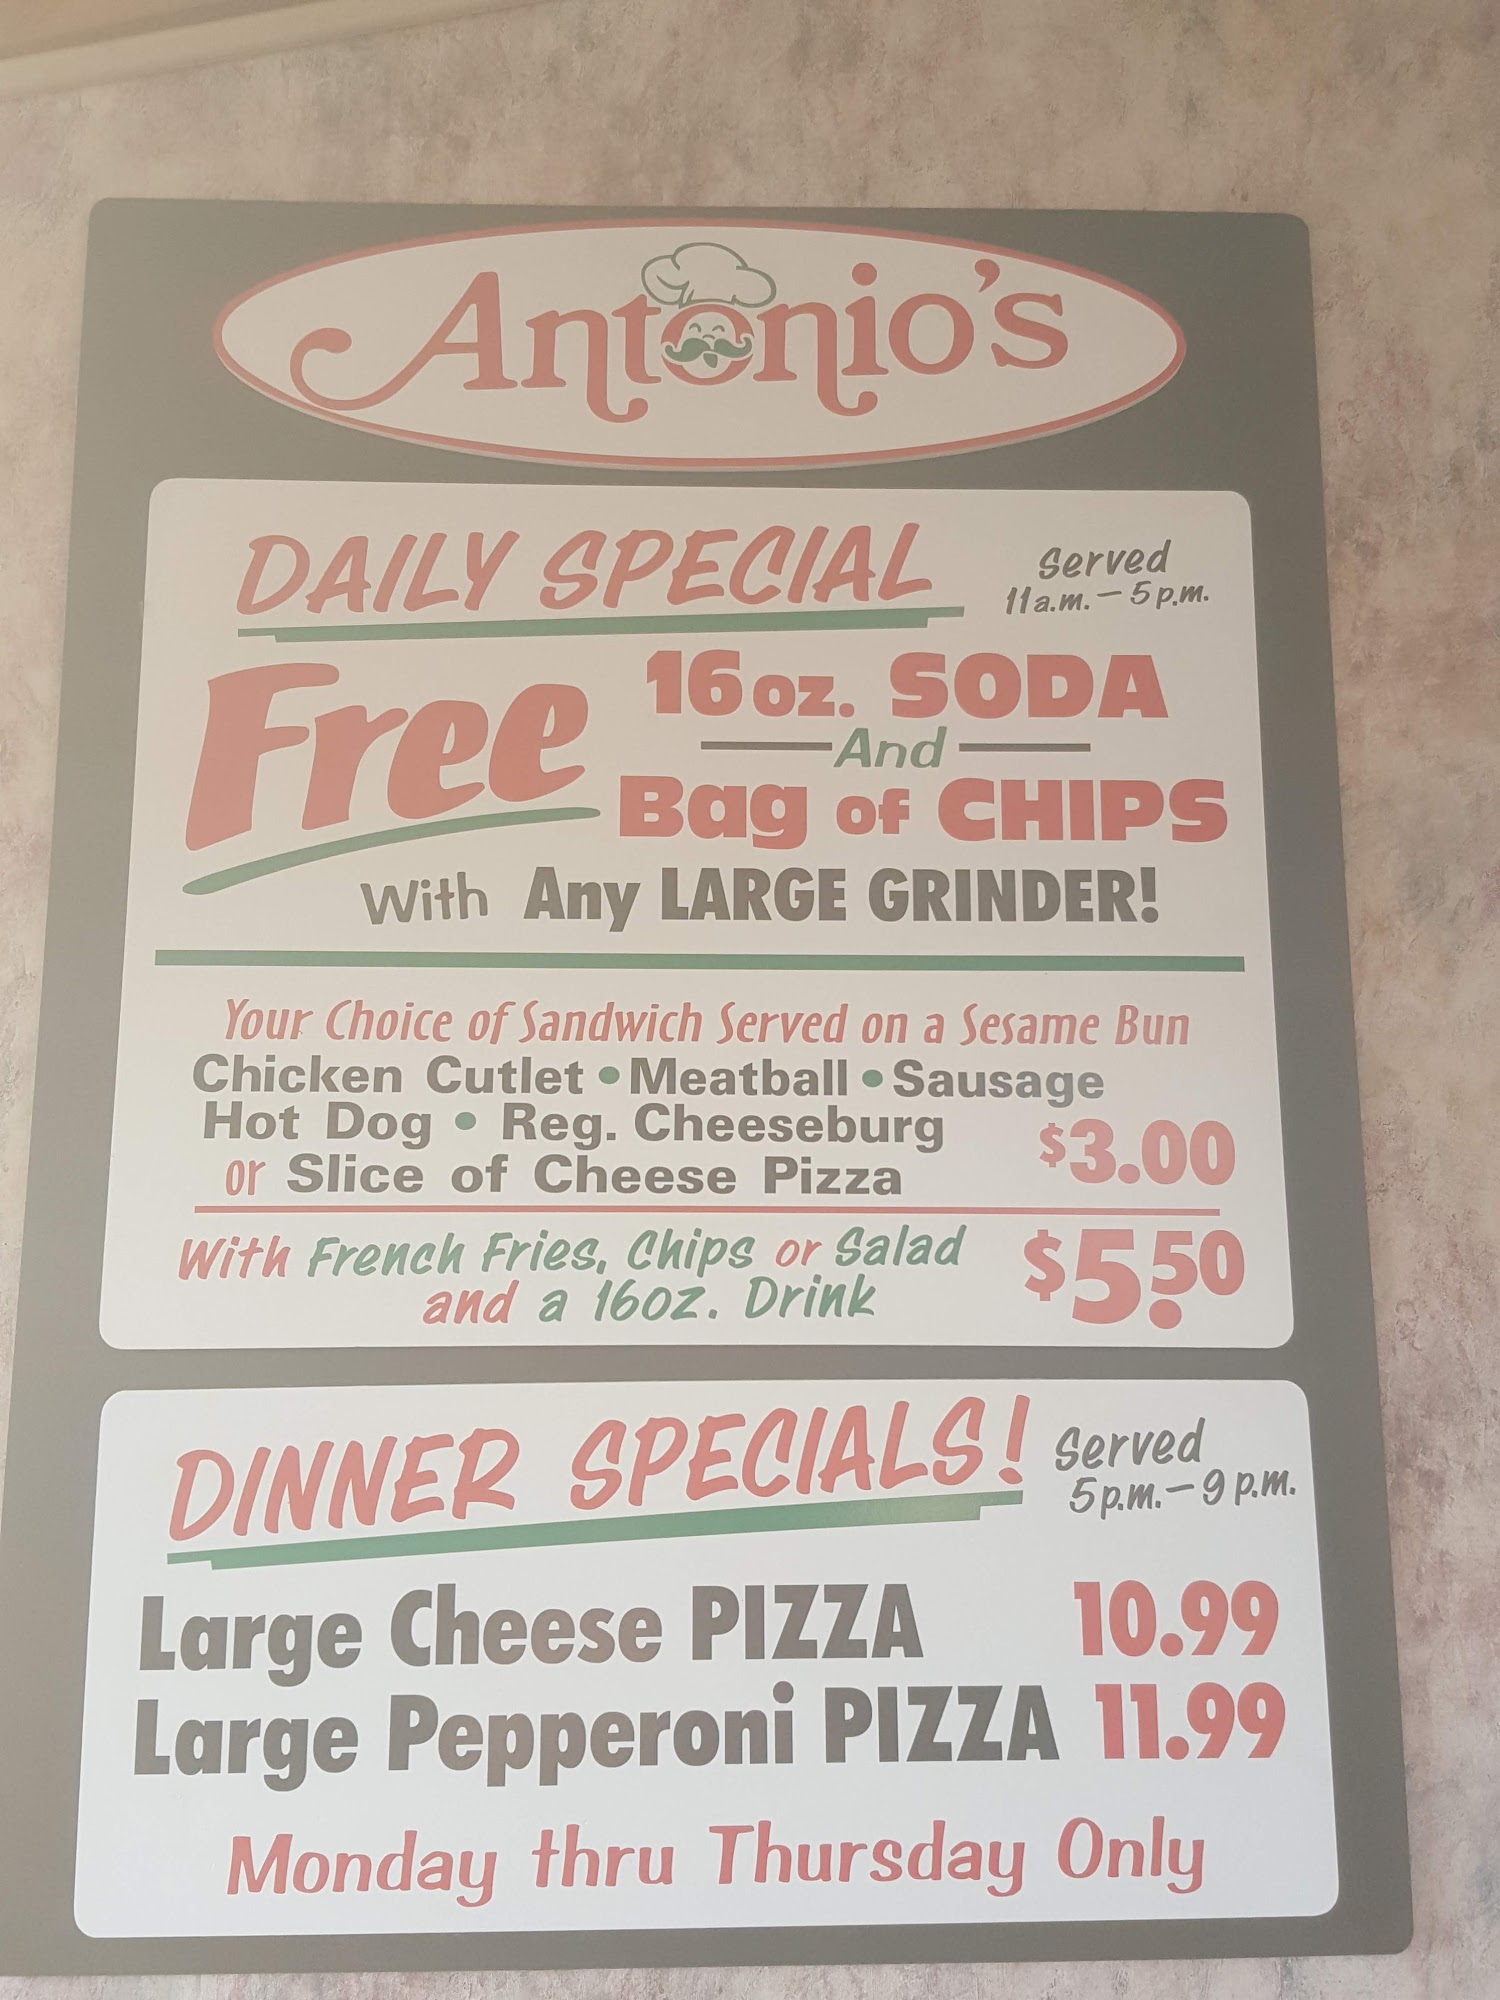 Antonio's
DAILY SPECIAL
Served
11a.m. – 5p.m.
Free
16oz. SODA
And
Bag of CHIPS
With Any LARGE GRINDER!
Your Choice of Sandwich Served on a Sesame Bun
Chicken Cutlet • Meatball • Sausage
Hot Dog • Reg. Cheeseburg
or Slice of Cheese Pizza $3.00
With French Fries, Chips or Salad
and a 16oz. Drink $5.50
DINNER SPECIALS!
Served
5p.m. – 9p.m.
Large Cheese PIZZA 10.99
Large Pepperoni PIZZA 11.99
Monday thru Thursday Only